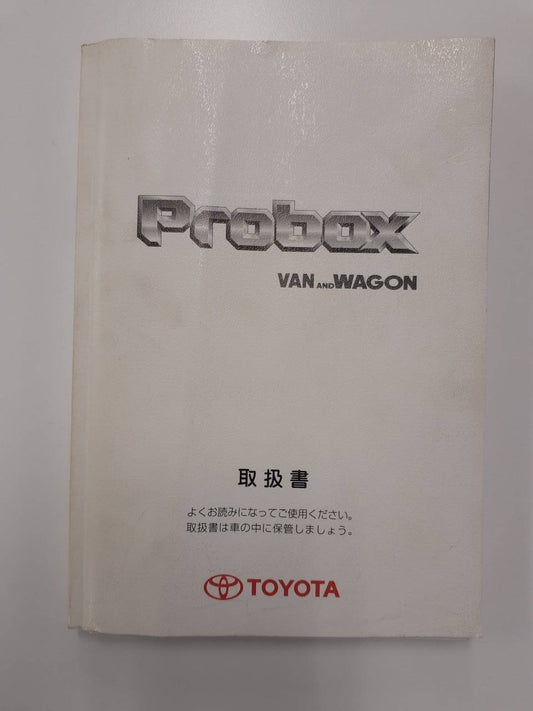 Probox
VAN AND WAGON
取扱書
よくお読みになってご使用ください。
取扱書は車の中に保管しましょう。
TOYOTA